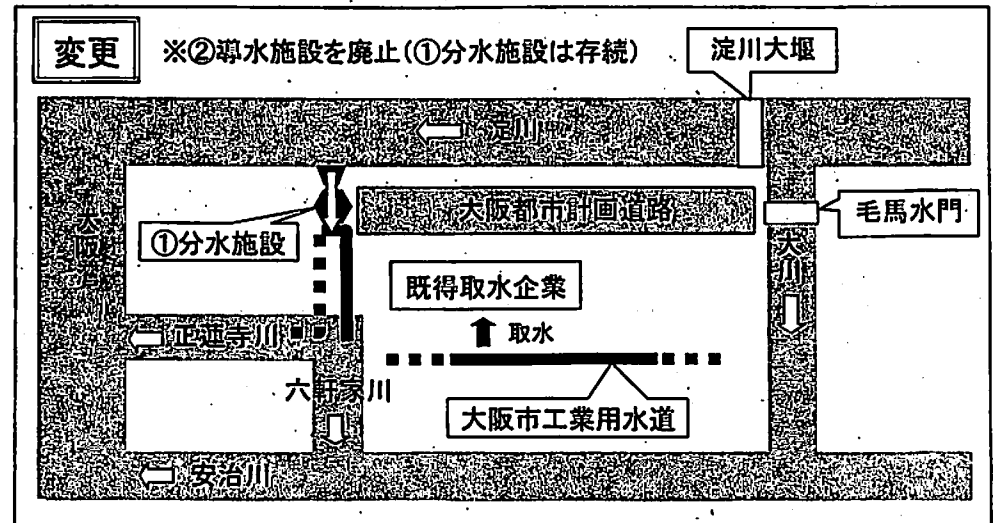 変更
※②導水施設を廃止(①分水施設は存続)
淀川大堰
淀川
大阪都市計画道路
毛馬水門
①分水施設
大阪
大川
既得取水企業
取水
正蓮寺川
六軒家川
大阪市工業用水道
安治川